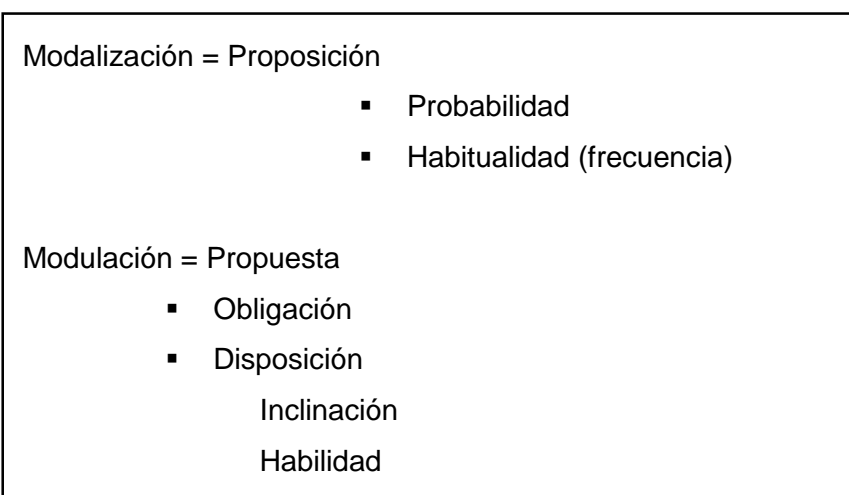 Modalización = Proposición
▪ Probabilidad
▪ Habitualidad (frecuencia)
Modulación = Propuesta
▪ Obligación
▪ Disposición
Inclinación
Habilidad